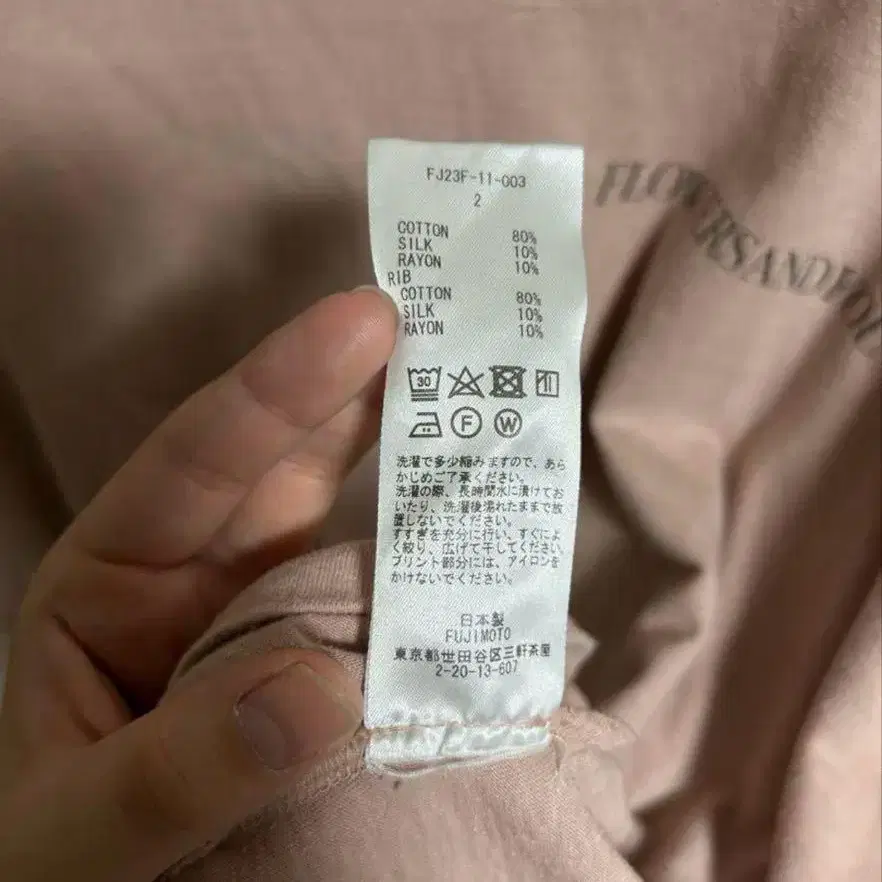 FJ23F-11-003
2
COTTON 80%
SILK 10%
RAYON 10%
RIB
COTTON 80%
SILK 10%
RAYON 10%
30
F W
洗濯で多少縮みますので、あら
かじめご了承ください。
洗濯の際、長時間水に漬けてお
いたり、洗濯後濡れたままで放
置しないでください。
すすぎを充分に行い、すぐによ
く絞り、広げて干してください。
プリント部分には、アイロンを
かけないでください。
日本製
FUJIMOTO
東京都世田谷区三軒茶屋
2-20-13-607